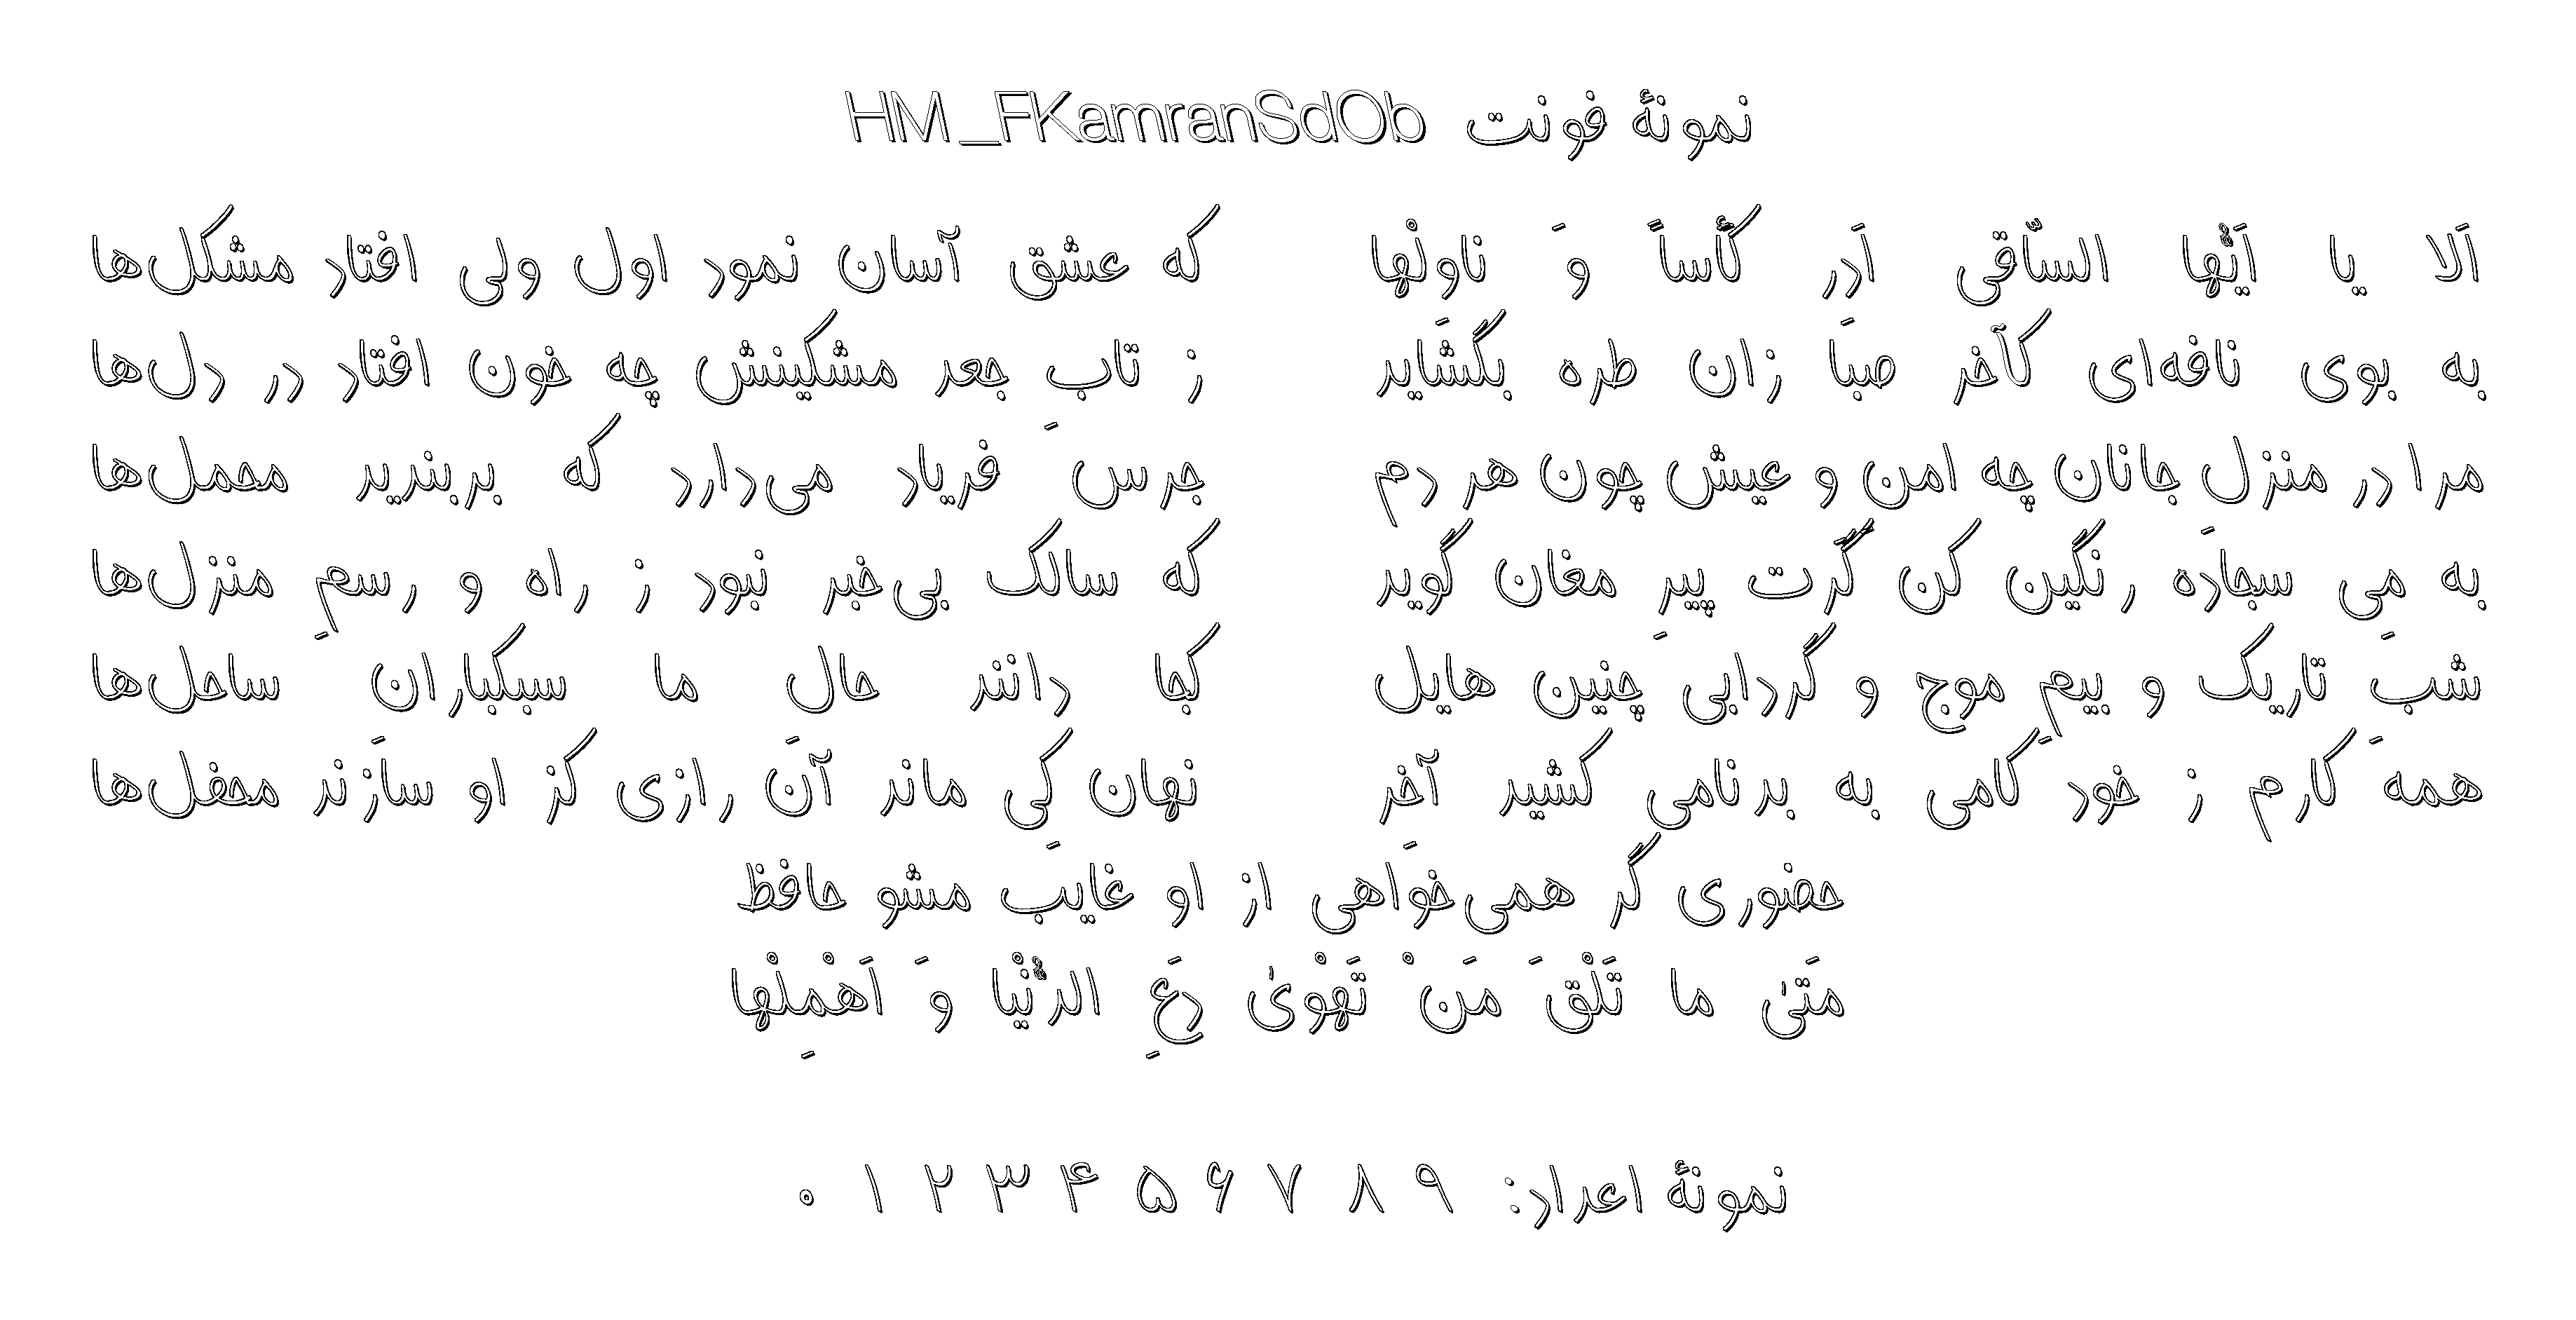 نمونهٔ فونت HM_FKamranSdOb
اَلا یا اَیُّها السّاقی اَدِر کأساً وَ ناوِلْها که عشق آسان نمود اول ولی افتاد مشکل‌ها
به بوی نافه‌ای کآخر صبا زان طره بگشاید ز تابِ جعد مشکینش چه خون افتاد در دل‌ها
مرا در منزل جانان چه امن و عیش چون هر دم جرس فریاد می‌دارد که بربندید محمل‌ها
به مِی سجاده رنگین کن گرت پیرِ مغان گوید که سالک بی‌خبر نبود ز راه و رسمِ منزل‌ها
شبِ تاریک و بیمِ موج و گردابی چنین هایل کجا دانند حالِ ما سبکبارانِ ساحل‌ها
همه کارم ز خود کامی به بدنامی کشید آخر نهان کِی ماند آن رازی کز او سازند محفل‌ها
حضوری گر همی‌خواهی از او غایب مشو حافظ
مَتَیٰ ما تَلْقَ مَنْ تَهْویٰ دَعِ الدُّنْیا وَ اَهْمِلْها
نمونهٔ اعداد: ۹ ۸ ۷ ۶ ۵ ۴ ۳ ۲ ۱ ۰